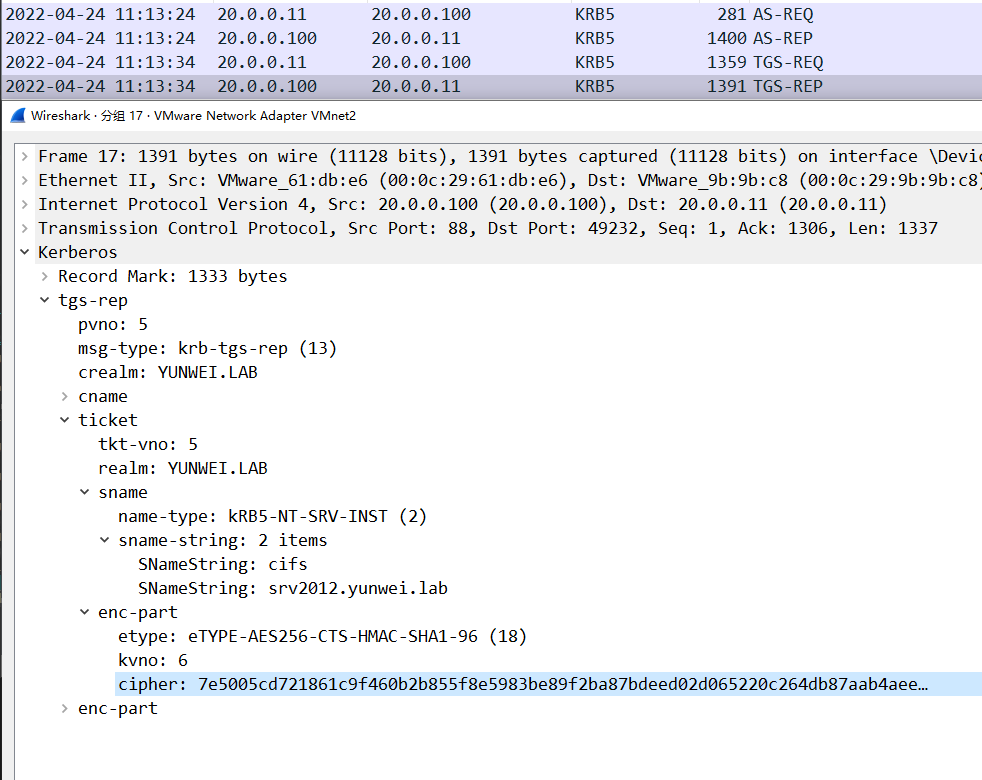 2022-04-24 11:13:24 20.0.0.11 20.0.0.100 KRB5 281 AS-REQ
2022-04-24 11:13:24 20.0.0.100 20.0.0.11 KRB5 1400 AS-REP
2022-04-24 11:13:34 20.0.0.11 20.0.0.100 KRB5 1359 TGS-REQ
2022-04-24 11:13:34 20.0.0.100 20.0.0.11 KRB5 1391 TGS-REP
Wireshark · 分组 17 · VMware Network Adapter VMnet2
Frame 17: 1391 bytes on wire (11128 bits), 1391 bytes captured (11128 bits) on interface \Devic
Ethernet II, Src: VMware_61:db:e6 (00:0c:29:61:db:e6), Dst: VMware_9b:9b:c8 (00:0c:29:9b:9b:c8)
Internet Protocol Version 4, Src: 20.0.0.100 (20.0.0.100), Dst: 20.0.0.11 (20.0.0.11)
Transmission Control Protocol, Src Port: 88, Dst Port: 49232, Seq: 1, Ack: 1306, Len: 1337
Kerberos
Record Mark: 1333 bytes
tgs-rep
pvno: 5
msg-type: krb-tgs-rep (13)
crealm: YUNWEI.LAB
cname
ticket
tkt-vno: 5
realm: YUNWEI.LAB
sname
name-type: kRB5-NT-SRV-INST (2)
sname-string: 2 items
SNameString: cifs
SNameString: srv2012.yunwei.lab
enc-part
etype: eTYPE-AES256-CTS-HMAC-SHA1-96 (18)
kvno: 6
cipher: 7e5005cd721861c9f460b2b855f8e5983be89f2ba87bdeed02d065220c264db87aab4aee…
enc-part